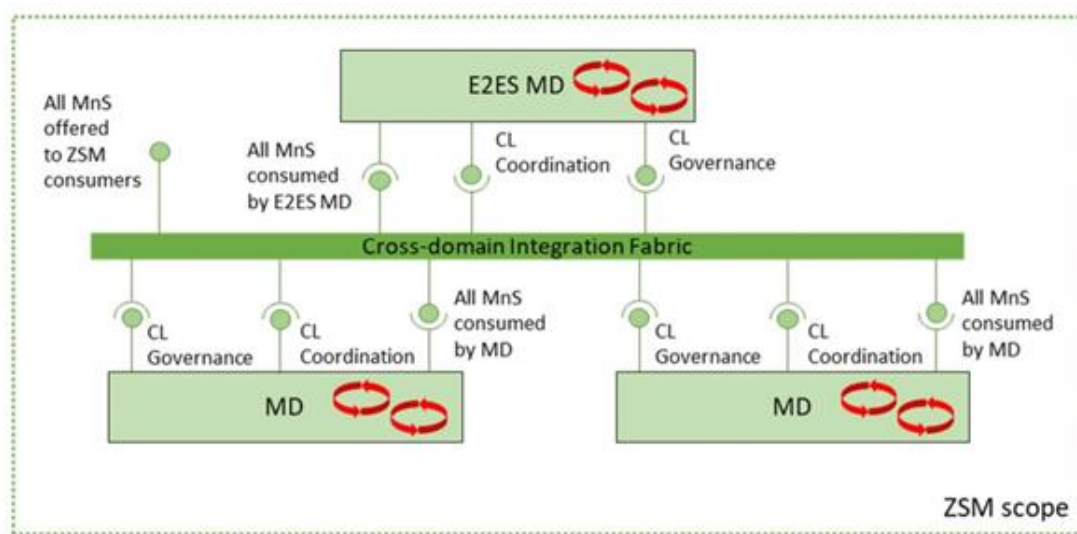 E2ES MD
All MnS
offered
to ZSM
consumers
All MnS
consumed
by E2ES MD
CL
Coordination
CL
Governance
Cross-domain Integration Fabric
CL
Governance
CL
Coordination
All MnS
consumed
by MD
CL
Governance
CL
Coordination
All MnS
consumed
by MD
MD
MD
ZSM scope